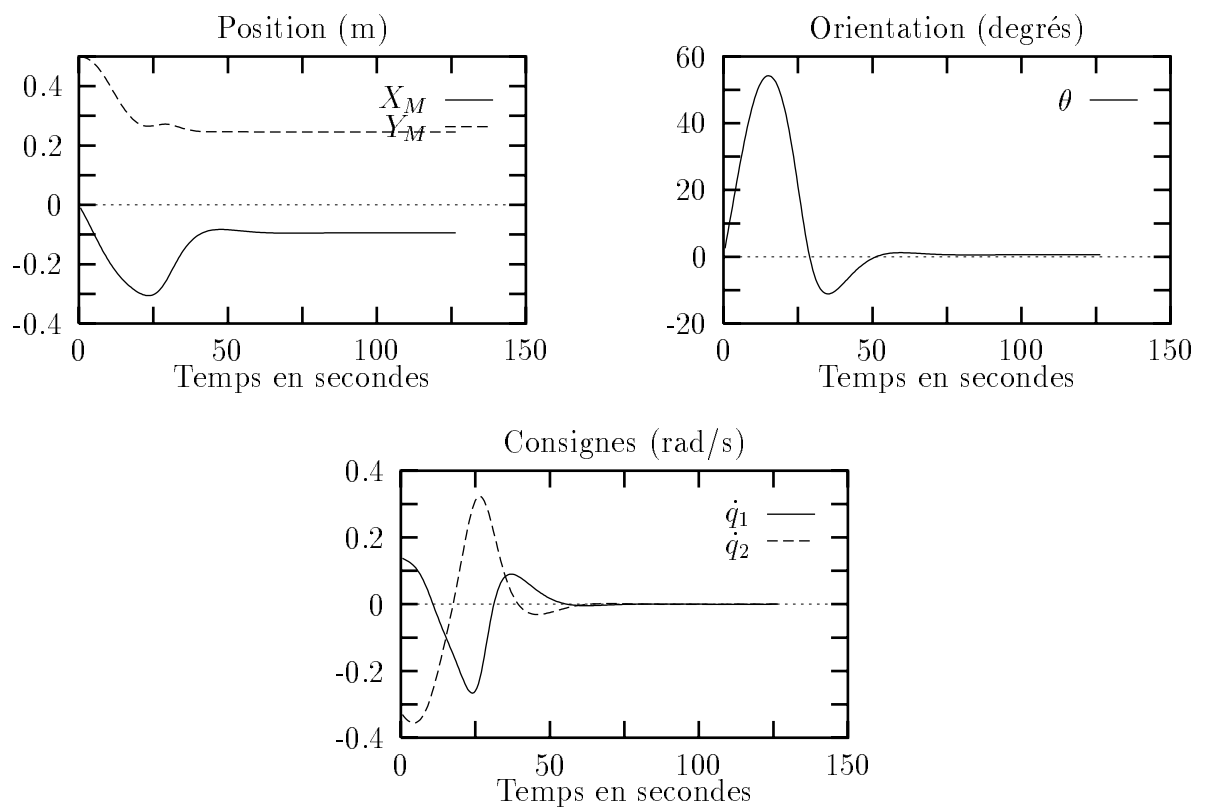 Position (m)
0.4
0.2
0
-0.2
-0.4
X_M
Y_M
0 50 100 150
Temps en secondes
Orientation (degrés)
60
40
20
0
-20
θ
0 50 100 150
Temps en secondes
Consignes (rad/s)
0.4
0.2
0
-0.2
-0.4
q̇₁
q̇₂
0 50 100 150
Temps en secondes